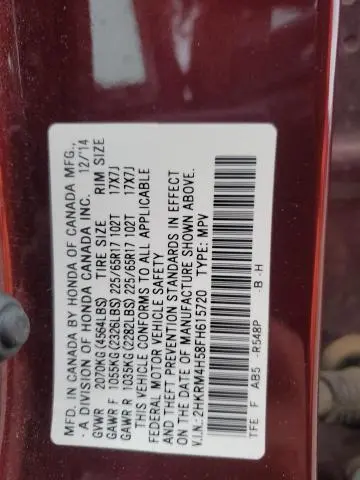 MFD. IN CANADA BY HONDA OF CANADA MFG.,
- A DIVISION OF HONDA CANADA INC. 12/'14
GVWR 2070KG(4564LBS) TIRE SIZE RIM SIZE
GAWR F 1055KG(2326LBS) 225/65R17 102T 17X7J
GAWR R 1035KG(2282LBS) 225/65R17 102T 17X7J
THIS VEHICLE CONFORMS TO ALL APPLICABLE
FEDERAL MOTOR VEHICLE SAFETY
AND THEFT PREVENTION STANDARDS IN EFFECT
ON THE DATE OF MANUFACTURE SHOWN ABOVE.
V.I.N.: 2HKRM4H58FH615720 TYPE: MPV
TFE F AB5 -R548P -B -H